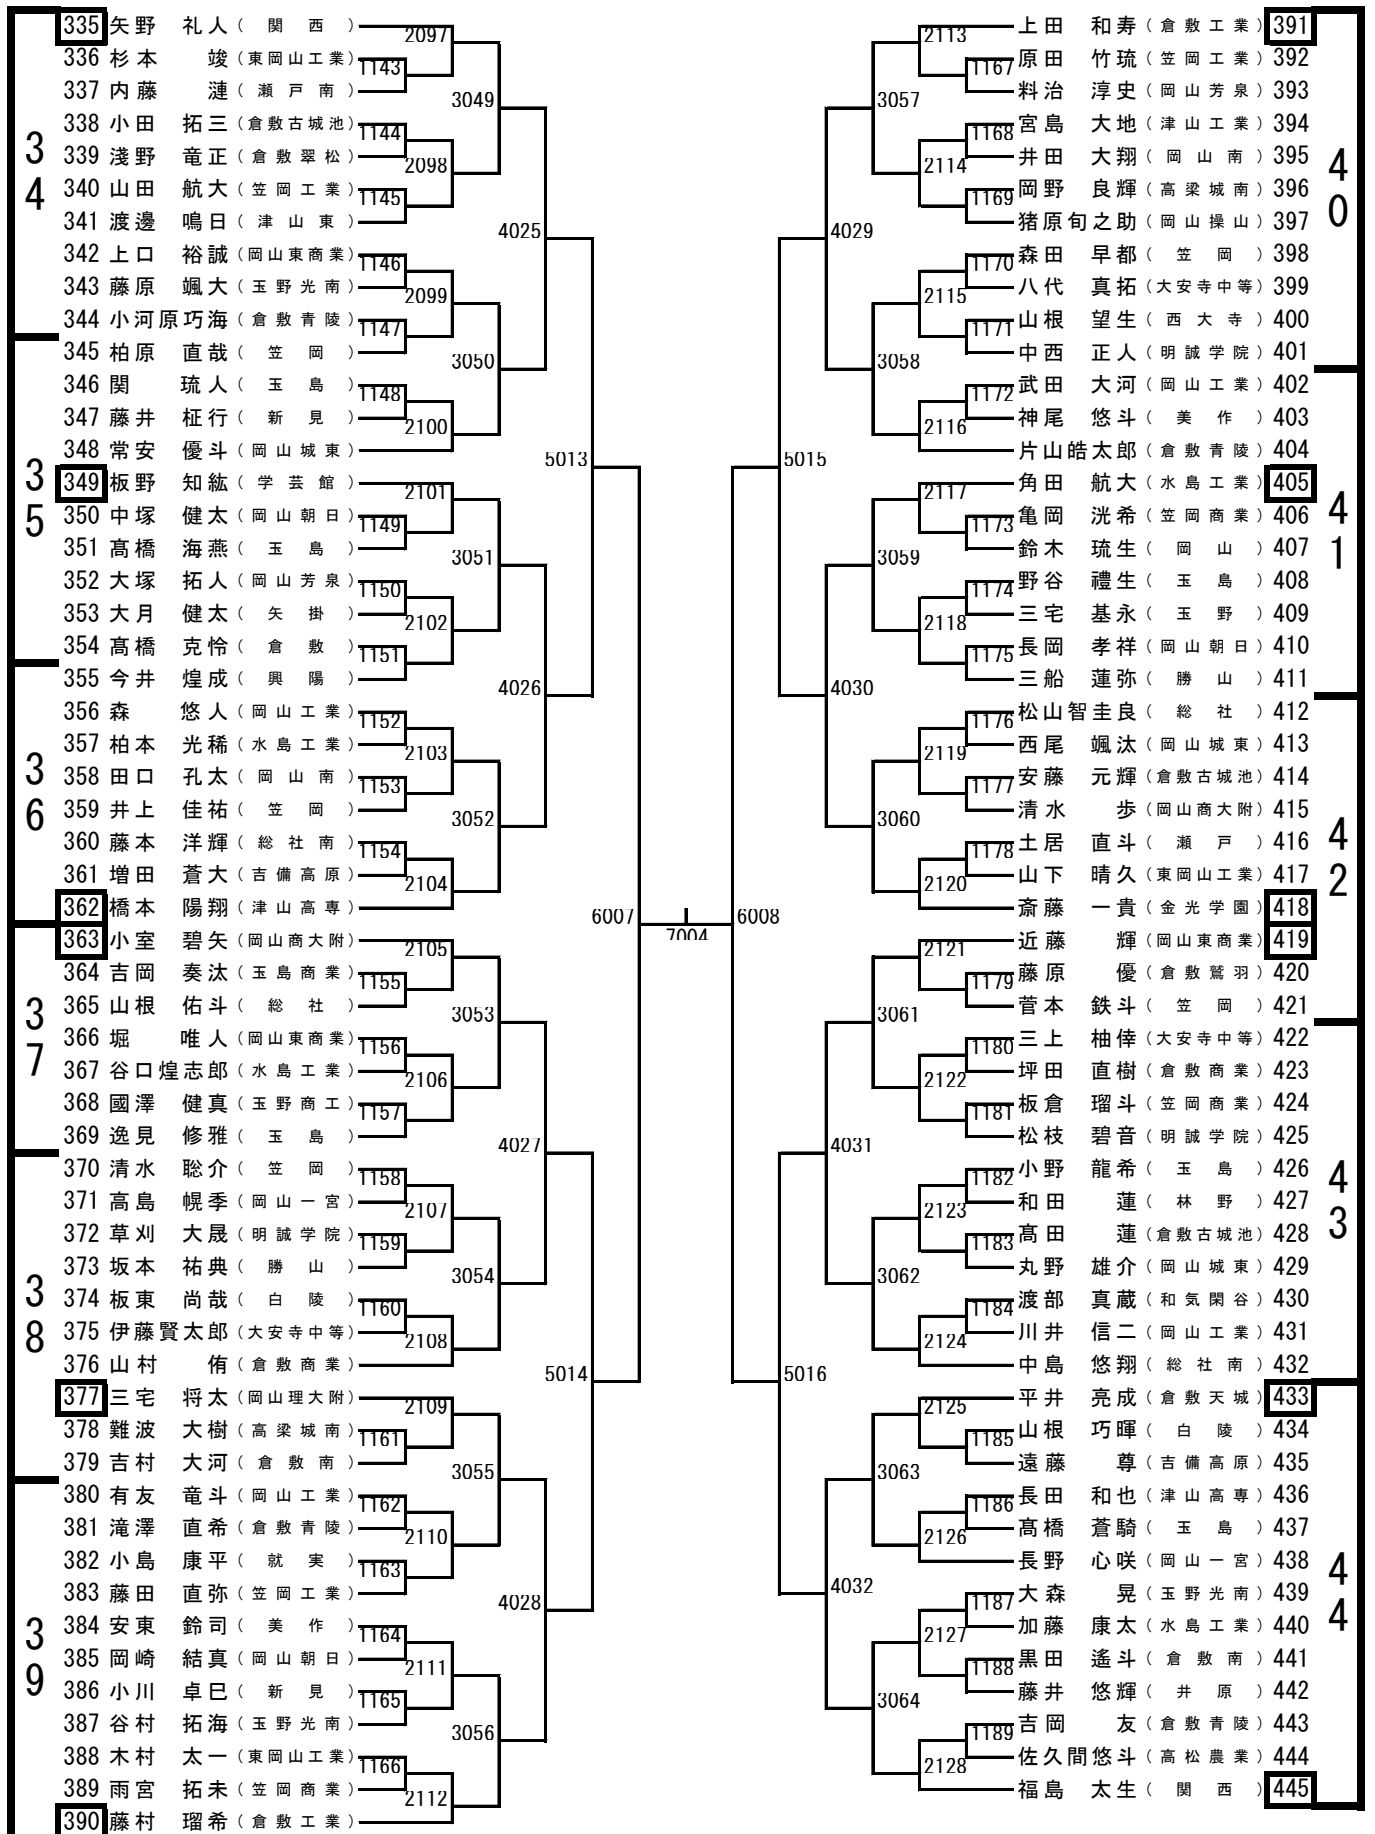 335 矢野 礼人 (関西)
336 杉本 竣 (東岡山工業)
337 内藤 漣 (瀬戸南)
338 小田 拓三 (倉敷古城池)
339 淺野 竜正 (倉敷翠松)
340 山田 航大 (笠岡工業)
341 渡邊 鳴日 (津山東)
342 上口 裕誠 (岡山東商業)
343 藤原 颯大 (玉野光南)
344 小河原巧海 (倉敷青陵)
345 柏原 直哉 (笠岡)
346 関 琉人 (玉島)
347 藤井 柾行 (新見)
348 常安 優斗 (岡山城東)
349 板野 知紘 (学芸館)
350 中塚 健太 (岡山朝日)
351 髙橋 海燕 (玉島)
352 大塚 拓人 (岡山芳泉)
353 大月 健太 (矢掛)
354 髙橋 克怜 (倉敷)
355 今井 煌成 (興陽)
356 森 悠人 (岡山工業)
357 柏本 光稀 (水島工業)
358 田口 孔太 (岡山南)
359 井上 佳祐 (笠岡)
360 藤本 洋輝 (総社南)
361 増田 蒼大 (吉備高原)
362 橋本 陽翔 (津山高専)
363 小室 碧矢 (岡山商大附)
364 吉岡 奏汰 (玉島商業)
365 山根 佑斗 (総社)
366 堀 唯人 (岡山東商業)
367 谷口煌志郎 (水島工業)
368 國澤 健真 (玉野商工)
369 逸見 修雅 (玉島)
370 清水 聡介 (笠岡)
371 高島 幌季 (岡山一宮)
372 草刈 大晟 (明誠学院)
373 坂本 祐典 (勝山)
374 板東 尚哉 (白陵)
375 伊藤賢太郎 (大安寺中等)
376 山村 侑 (倉敷商業)
377 三宅 将太 (岡山理大附)
378 難波 大樹 (高梁城南)
379 吉村 大河 (倉敷南)
380 有友 竜斗 (岡山工業)
381 滝澤 直希 (倉敷青陵)
382 小島 康平 (就実)
383 藤田 直弥 (笠岡工業)
384 安東 鈴司 (美作)
385 岡崎 結真 (岡山朝日)
386 小川 卓巳 (新見)
387 谷村 拓海 (玉野光南)
388 木村 太一 (東岡山工業)
389 雨宮 拓未 (笠岡商業)
390 藤村 瑠希 (倉敷工業)
34
35
36
37
38
39
1143
1144
1145
1146
1147
1148
1149
1150
1151
1152
1153
1154
1155
1156
1157
1158
1159
1160
1161
1162
1163
1164
1165
1166
2097
2098
2099
2100
2101
2102
2103
2104
2105
2106
2107
2108
2109
2110
2111
2112
3049
3050
3051
3052
3053
3054
3055
3056
4025
4026
4027
4028
5013
5014
6007
7004
6008
5015
5016
4029
4030
4031
4032
3057
3058
3059
3060
3061
3062
3063
3064
2113
2114
2115
2116
2117
2118
2119
2120
2121
2122
2123
2124
2125
2126
2127
2128
1167
1168
1169
1170
1171
1172
1173
1174
1175
1176
1177
1178
1179
1180
1181
1182
1183
1184
1185
1186
1187
1188
1189
上田 和寿 (倉敷工業) 391
原田 竹琉 (笠岡工業) 392
料治 淳史 (岡山芳泉) 393
宮島 大地 (津山工業) 394
井田 大翔 (岡山南) 395
岡野 良輝 (高梁城南) 396
猪原旬之助 (岡山操山) 397
森田 早都 (笠岡) 398
八代 真拓 (大安寺中等) 399
山根 望生 (西大寺) 400
中西 正人 (明誠学院) 401
武田 大河 (岡山工業) 402
神尾 悠斗 (美作) 403
片山皓太郎 (倉敷青陵) 404
角田 航大 (水島工業) 405
亀岡 洸希 (笠岡商業) 406
鈴木 琉生 (岡山) 407
野谷 禮生 (玉島) 408
三宅 基永 (玉野) 409
長岡 孝祥 (岡山朝日) 410
三船 蓮弥 (勝山) 411
松山智圭良 (総社) 412
西尾 颯汰 (岡山城東) 413
安藤 元輝 (倉敷古城池) 414
清水 歩 (岡山商大附) 415
土居 直斗 (瀬戸) 416
山下 晴久 (東岡山工業) 417
斎藤 一貴 (金光学園) 418
近藤 輝 (岡山東商業) 419
藤原 優 (倉敷鷲羽) 420
菅本 鉄斗 (笠岡) 421
三上 柚倖 (大安寺中等) 422
坪田 直樹 (倉敷商業) 423
板倉 瑠斗 (笠岡商業) 424
松枝 碧音 (明誠学院) 425
小野 龍希 (玉島) 426
和田 蓮 (林野) 427
髙田 蓮 (倉敷古城池) 428
丸野 雄介 (岡山城東) 429
渡部 真蔵 (和気閑谷) 430
川井 信二 (岡山工業) 431
中島 悠翔 (総社南) 432
平井 亮成 (倉敷天城) 433
山根 巧暉 (白陵) 434
遠藤 尊 (吉備高原) 435
長田 和也 (津山高専) 436
髙橋 蒼騎 (玉島) 437
長野 心咲 (岡山一宮) 438
大森 晃 (玉野光南) 439
加藤 康太 (水島工業) 440
黒田 遙斗 (倉敷南) 441
藤井 悠輝 (井原) 442
吉岡 友 (倉敷青陵) 443
佐久間悠斗 (高松農業) 444
福島 太生 (関西) 445
40
41
42
43
44